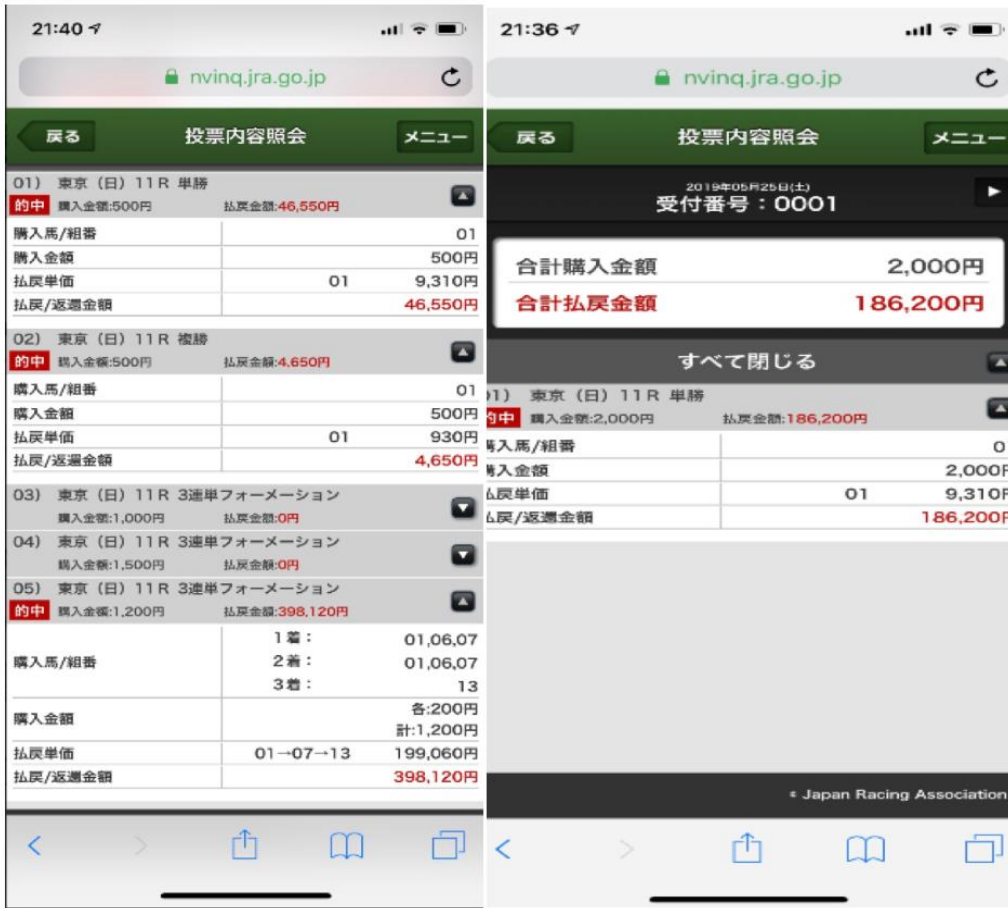 21:40
nvinq.jra.go.jp
戻る 投票内容照会 メニュー
01) 東京（日）11R 単勝
的中 購入金額:500円 払戻金額:46,550円
購入馬/組番 01
購入金額 500円
払戻単価 01 9,310円
払戻/返還金額 46,550円
02) 東京（日）11R 複勝
的中 購入金額:500円 払戻金額:4,650円
購入馬/組番 01
購入金額 500円
払戻単価 01 930円
払戻/返還金額 4,650円
03) 東京（日）11R 3連単フォーメーション
購入金額:1,000円 払戻金額:0円
04) 東京（日）11R 3連単フォーメーション
購入金額:1,500円 払戻金額:0円
05) 東京（日）11R 3連単フォーメーション
的中 購入金額:1,200円 払戻金額:398,120円
購入馬/組番
1着： 01,06,07
2着： 01,06,07
3着： 13
購入金額
各:200円
計:1,200円
払戻単価 01→07→13 199,060円
払戻/返還金額 398,120円
21:36
nvinq.jra.go.jp
戻る 投票内容照会 メニュー
2019年05月25日(土)
受付番号：0001
合計購入金額 2,000円
合計払戻金額 186,200円
すべて閉じる
1) 東京（日）11R 単勝
的中 購入金額:2,000円 払戻金額:186,200円
購入馬/組番 0
購入金額 2,000円
払戻単価 01 9,310円
払戻/返還金額 186,200円
© Japan Racing Association